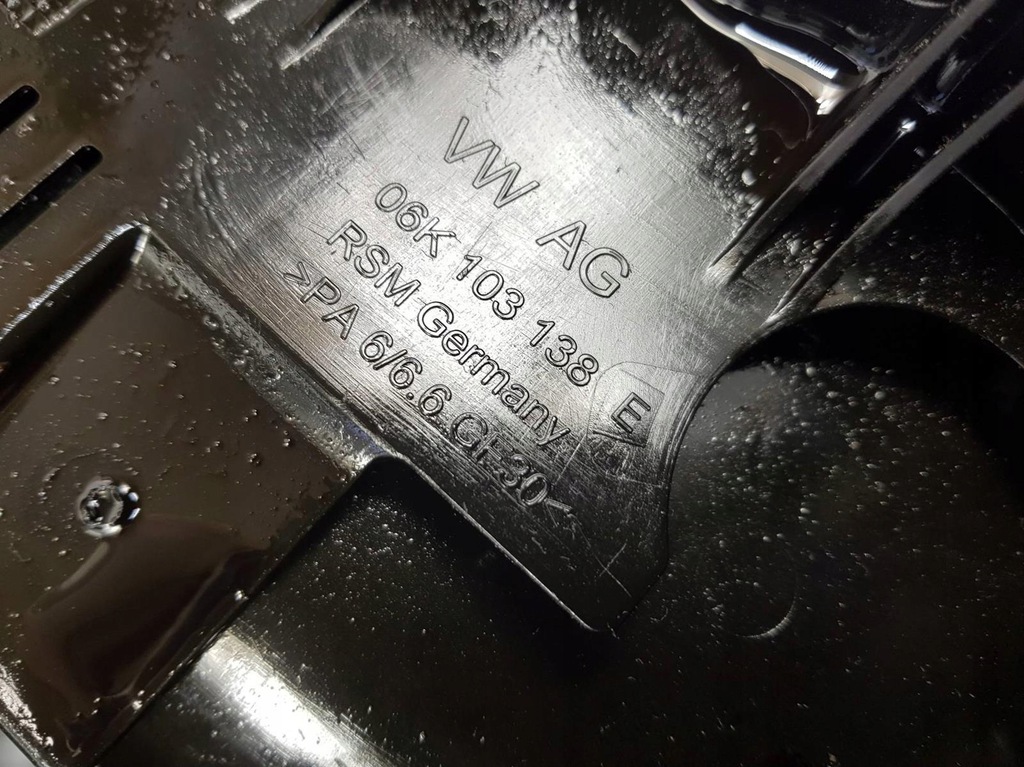 VW AG
06K 103 138 E
RSM Germany
>PA 6/6.6 GF30<